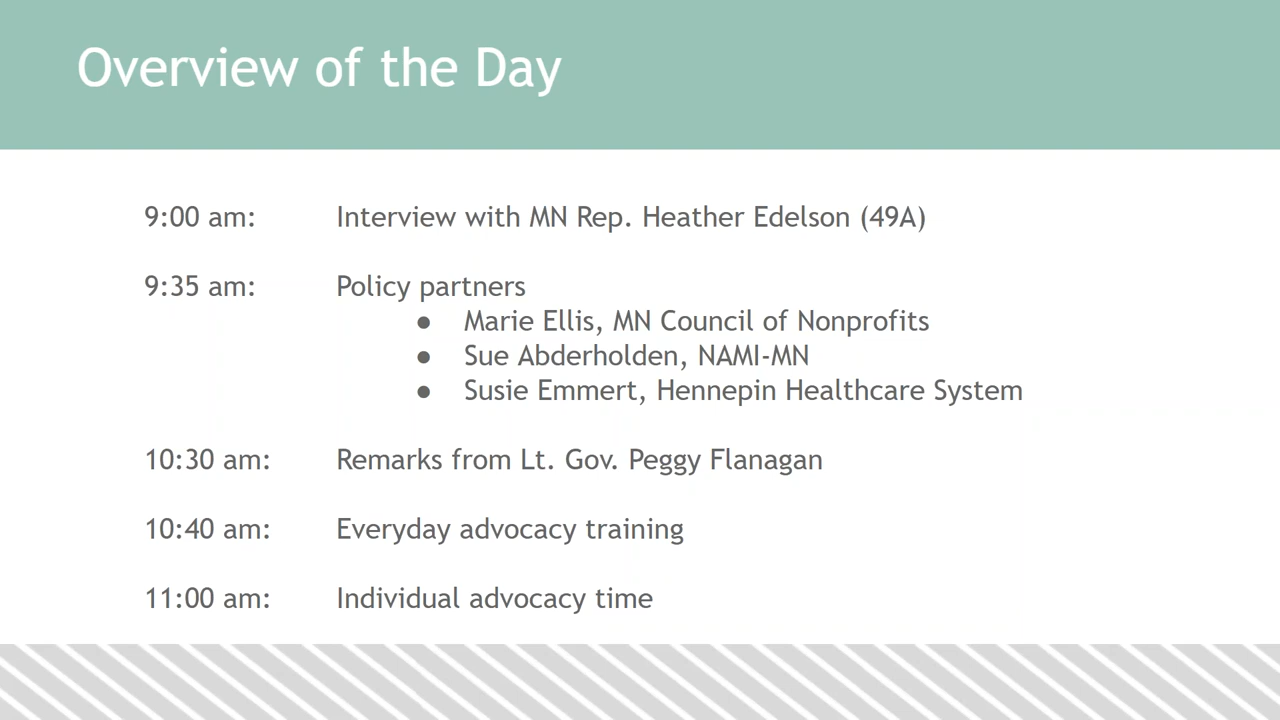 Overview of the Day
9:00 am: Interview with MN Rep. Heather Edelson (49A)
9:35 am: Policy partners
● Marie Ellis, MN Council of Nonprofits
● Sue Abderholden, NAMI-MN
● Susie Emmert, Hennepin Healthcare System
10:30 am: Remarks from Lt. Gov. Peggy Flanagan
10:40 am: Everyday advocacy training
11:00 am: Individual advocacy time